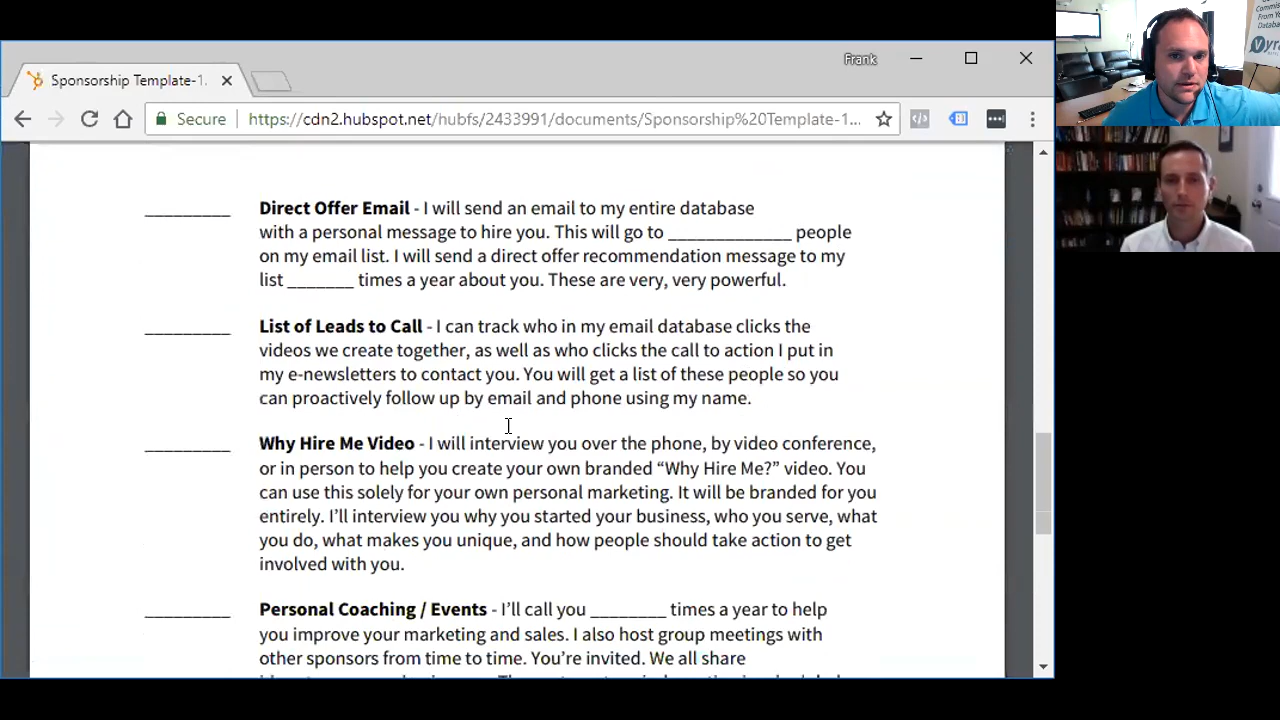 Frank
Sponsorship Template-1.
Secure | https://cdn2.hubspot.net/hubfs/2433991/documents/Sponsorship%20Template-1...
_________ Direct Offer Email - I will send an email to my entire database
with a personal message to hire you. This will go to _____________ people
on my email list. I will send a direct offer recommendation message to my
list _______ times a year about you. These are very, very powerful.
_________ List of Leads to Call - I can track who in my email database clicks the
videos we create together, as well as who clicks the call to action I put in
my e-newsletters to contact you. You will get a list of these people so you
can proactively follow up by email and phone using my name.
_________ Why Hire Me Video - I will interview you over the phone, by video conference,
or in person to help you create your own branded “Why Hire Me?” video. You
can use this solely for your own personal marketing. It will be branded for you
entirely. I’ll interview you why you started your business, who you serve, what
you do, what makes you unique, and how people should take action to get
involved with you.
_________ Personal Coaching / Events - I’ll call you ________ times a year to help
you improve your marketing and sales. I also host group meetings with
other sponsors from time to time. You’re invited. We all share
From Yo
Databa